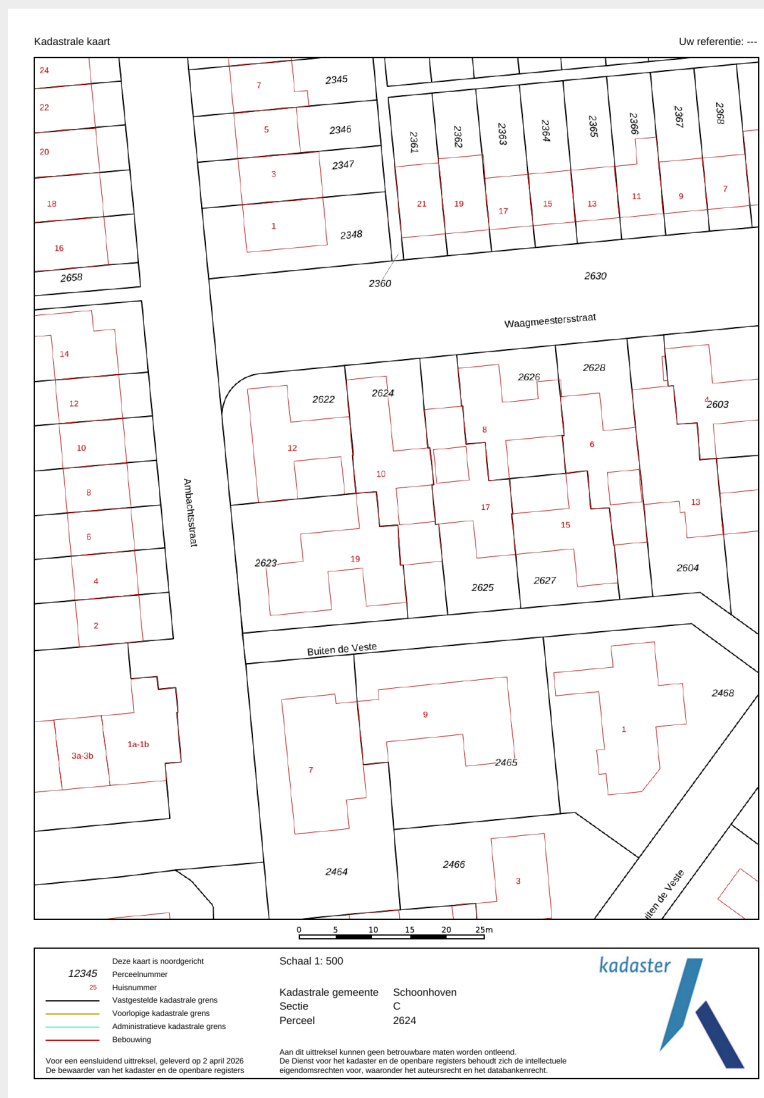 Kadastrale kaart
Uw referentie: ---
24
7
2345
22
5
2346
2361
2362
2363
2364
2365
2366
2367
2368
20
3
2347
18
21
19
17
15
13
11
9
7
1
2348
16
2658
2360
2630
Waagmeestersstraat
14
2622
2624
2626
2628
12
4
2603
8
12
6
10
10
8
Ambachtsstraat
17
13
6
15
2623
19
4
2625
2627
2604
2
Buiten de Veste
9
2468
1
1a-1b
3a-3b
7
2465
2464
2466
3
iten de Veste
0 5 10 15 20 25m
Deze kaart is noordgericht
12345 Perceelnummer
25 Huisnummer
Vastgestelde kadastrale grens
Voorlopige kadastrale grens
Administratieve kadastrale grens
Bebouwing
Voor een eensluidend uittreksel, geleverd op 2 april 2026
De bewaarder van het kadaster en de openbare registers
Schaal 1: 500
Kadastrale gemeente Schoonhoven
Sectie C
Perceel 2624
Aan dit uittreksel kunnen geen betrouwbare maten worden ontleend.
De Dienst voor het kadaster en de openbare registers behoudt zich de intellectuele
eigendomsrechten voor, waaronder het auteursrecht en het databankenrecht.
kadaster